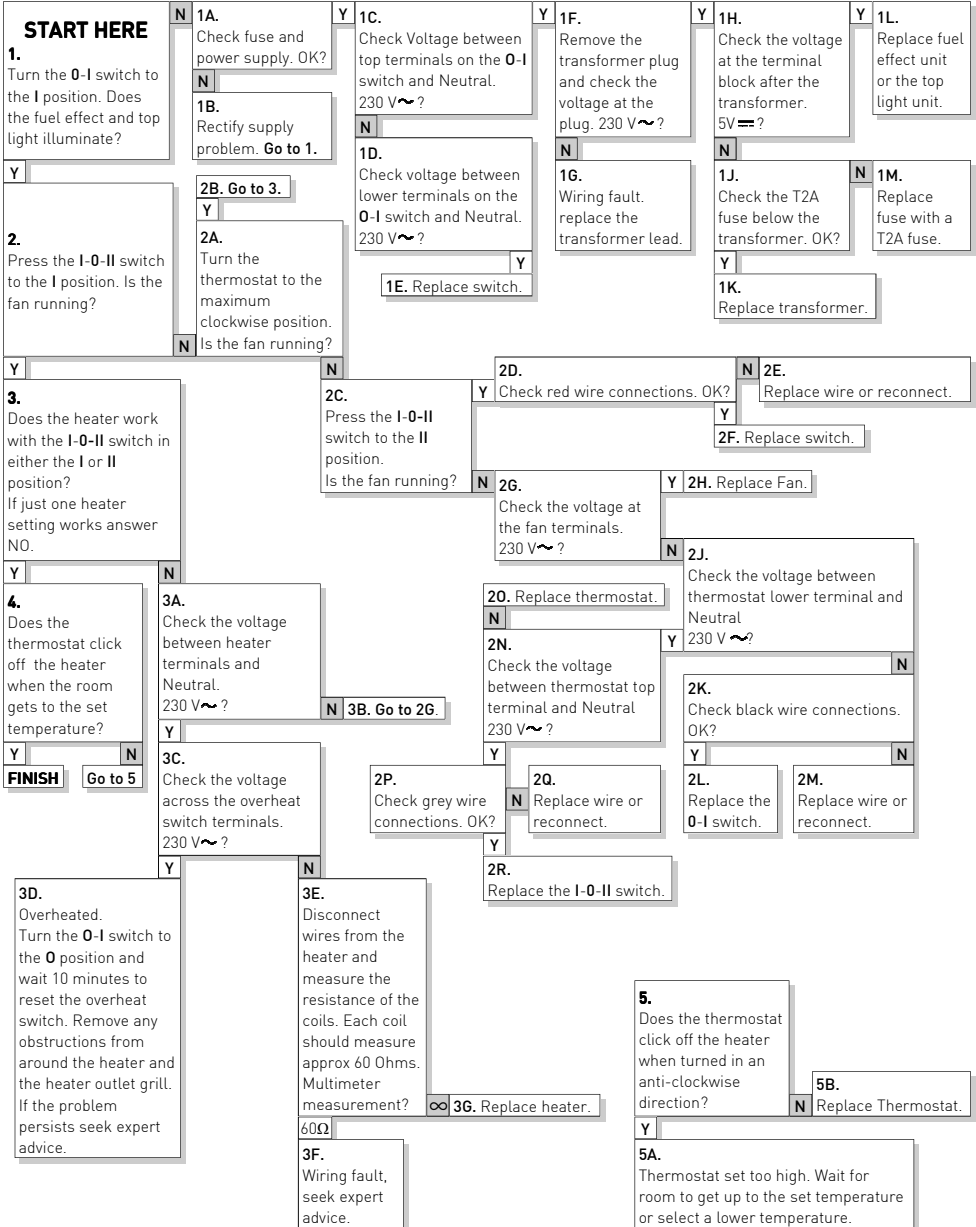 START HERE
1.
Turn the 0-I switch to
the I position. Does
the fuel effect and top
light illuminate?
N
Y
1A.
Check fuse and
power supply. OK?
N
Y
1B.
Rectify supply
problem. Go to 1.
1C.
Check Voltage between
top terminals on the 0-I
switch and Neutral.
230 V~ ?
N
Y
1D.
Check voltage between
lower terminals on the
0-I switch and Neutral.
230 V~ ?
Y
1E. Replace switch.
1F.
Remove the
transformer plug
and check the
voltage at the
plug. 230 V~ ?
N
Y
1G.
Wiring fault.
replace the
transformer lead.
1H.
Check the voltage
at the terminal
block after the
transformer.
5V⎓ ?
N
Y
1J.
Check the T2A
fuse below the
transformer. OK?
Y
N
1K.
Replace transformer.
1L.
Replace fuel
effect unit
or the top
light unit.
1M.
Replace
fuse with a
T2A fuse.
2.
Press the I-0-II switch
to the I position. Is the
fan running?
Y
N
2B. Go to 3.
Y
2A.
Turn the
thermostat to the
maximum
clockwise position.
Is the fan running?
N
2C.
Press the I-0-II
switch to the II
position.
Is the fan running?
Y
N
2D.
Check red wire connections. OK?
N
2E.
Replace wire or reconnect.
Y
2F. Replace switch.
2G.
Check the voltage at
the fan terminals.
230 V~ ?
Y
2H. Replace Fan.
N
2J.
Check the voltage between
thermostat lower terminal and
Neutral
230 V ~?
Y
N
2K.
Check black wire connections.
OK?
Y
N
2L.
Replace the
0-I switch.
2M.
Replace wire or
reconnect.
2O. Replace thermostat.
N
2N.
Check the voltage
between thermostat top
terminal and Neutral
230 V~ ?
Y
2P.
Check grey wire
connections. OK?
N
2Q.
Replace wire or
reconnect.
Y
2R.
Replace the I-0-II switch.
3.
Does the heater work
with the I-0-II switch in
either the I or II
position?
If just one heater
setting works answer
NO.
Y
N
3A.
Check the voltage
between heater
terminals and
Neutral.
230 V~ ?
N
3B. Go to 2G.
Y
3C.
Check the voltage
across the overheat
switch terminals.
230 V~ ?
Y
N
3D.
Overheated.
Turn the 0-I switch to
the 0 position and
wait 10 minutes to
reset the overheat
switch. Remove any
obstructions from
around the heater and
the heater outlet grill.
If the problem
persists seek expert
advice.
3E.
Disconnect
wires from the
heater and
measure the
resistance of the
coils. Each coil
should measure
approx 60 Ohms.
Multimeter
measurement?
∞
3G. Replace heater.
60Ω
3F.
Wiring fault,
seek expert
advice.
4.
Does the
thermostat click
off the heater
when the room
gets to the set
temperature?
Y
N
FINISH
Go to 5
5.
Does the thermostat
click off the heater
when turned in an
anti-clockwise
direction?
N
5B.
Replace Thermostat.
Y
5A.
Thermostat set too high. Wait for
room to get up to the set temperature
or select a lower temperature.